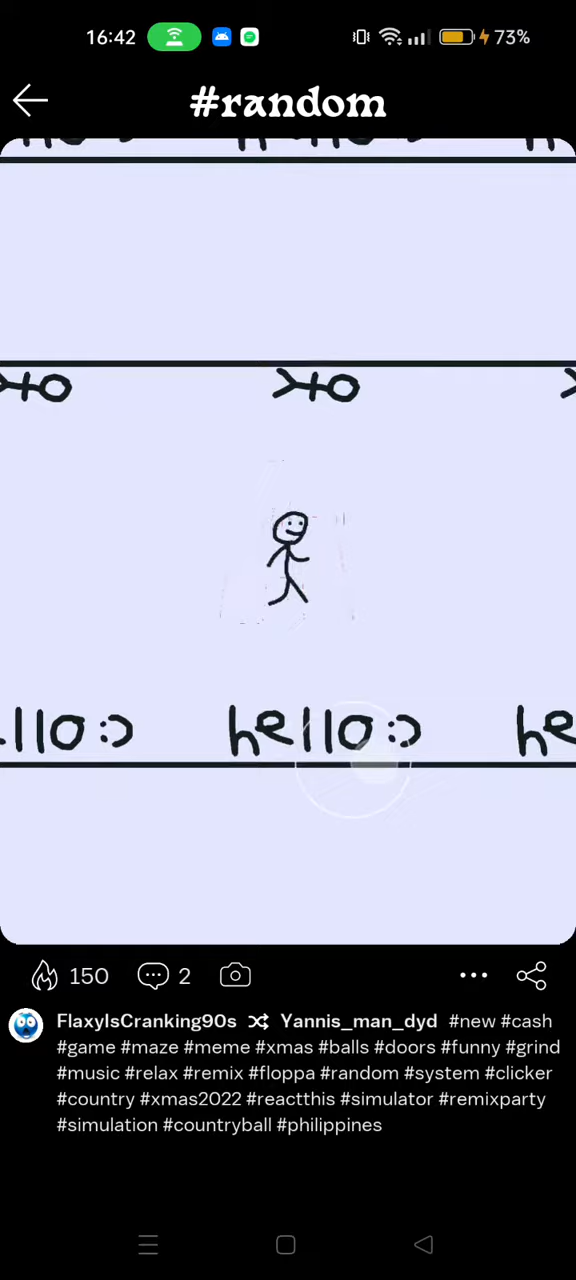 16:42
73%
#random
hello :)
150
2
FlaxyIsCranking90s Yannis_man_dyd #new #cash
#game #maze #meme #xmas #balls #doors #funny #grind
#music #relax #remix #floppa #random #system #clicker
#country #xmas2022 #reactthis #simulator #remixparty
#simulation #countryball #philippines